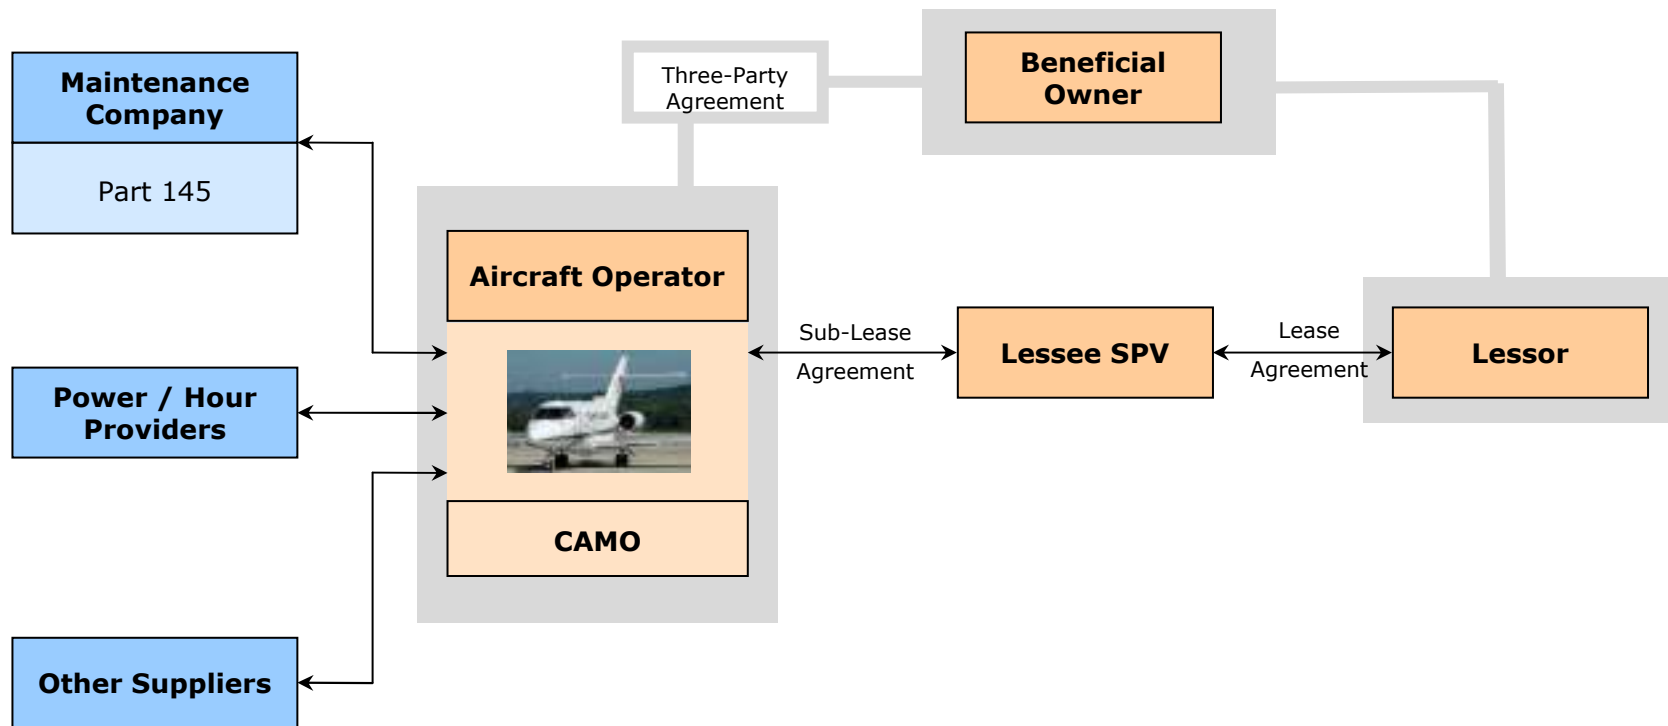 Maintenance
Company
Part 145
Power / Hour
Providers
Other Suppliers
Three-Party
Agreement
Aircraft Operator
CAMO
Beneficial
Owner
Sub-Lease
Agreement
Lessee SPV
Lease
Agreement
Lessor